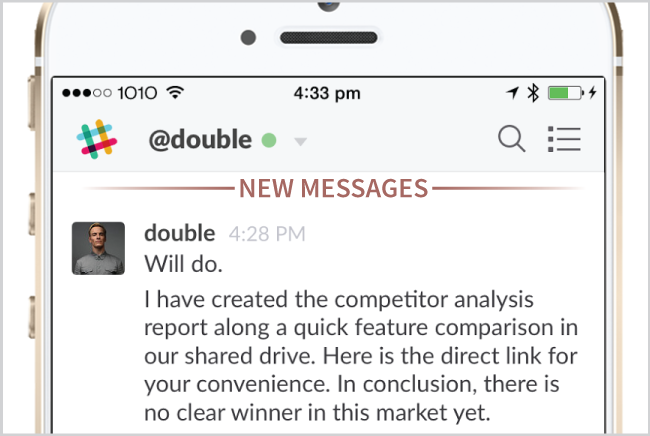 1010
4:33 pm
@double
NEW MESSAGES
double 4:28 PM
Will do.
I have created the competitor analysis
report along a quick feature comparison in
our shared drive. Here is the direct link for
your convenience. In conclusion, there is
no clear winner in this market yet.